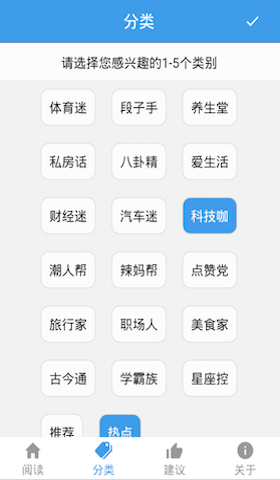 分类
请选择您感兴趣的1-5个类别
体育迷 段子手 养生堂
私房话 八卦精 爱生活
财经迷 汽车迷 科技咖
潮人帮 辣妈帮 点赞党
旅行家 职场人 美食家
古今通 学霸族 星座控
推荐 热点
阅读 分类 建议 关于